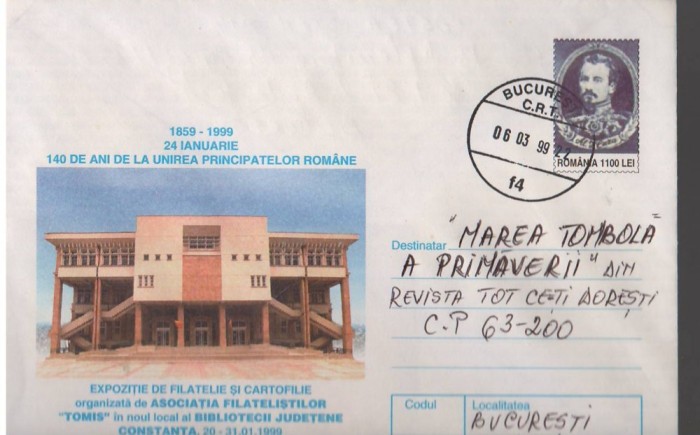 1859 - 1999
24 IANUARIE
140 DE ANI DE LA UNIREA PRINCIPATELOR ROMÂNE
EXPOZIȚIE DE FILATELIE ȘI CARTOFILIE
organizată de ASOCIAȚIA FILATELIȘTILOR
"TOMIS" în noul local al BIBLIOTECII JUDEȚENE
CONSTANȚA, 20 - 31.01.1999
BUCUREȘTI
C.R.T.
06 03 99
f4
ROMÂNIA 1100 LEI
Destinatar "MAREA TOMBOLA
A PRIMAVERII" DIN
REVISTA TOT CE-ȚI DOREȘTI
C.P 63-200
Codul
Localitatea
BUCUREȘTI